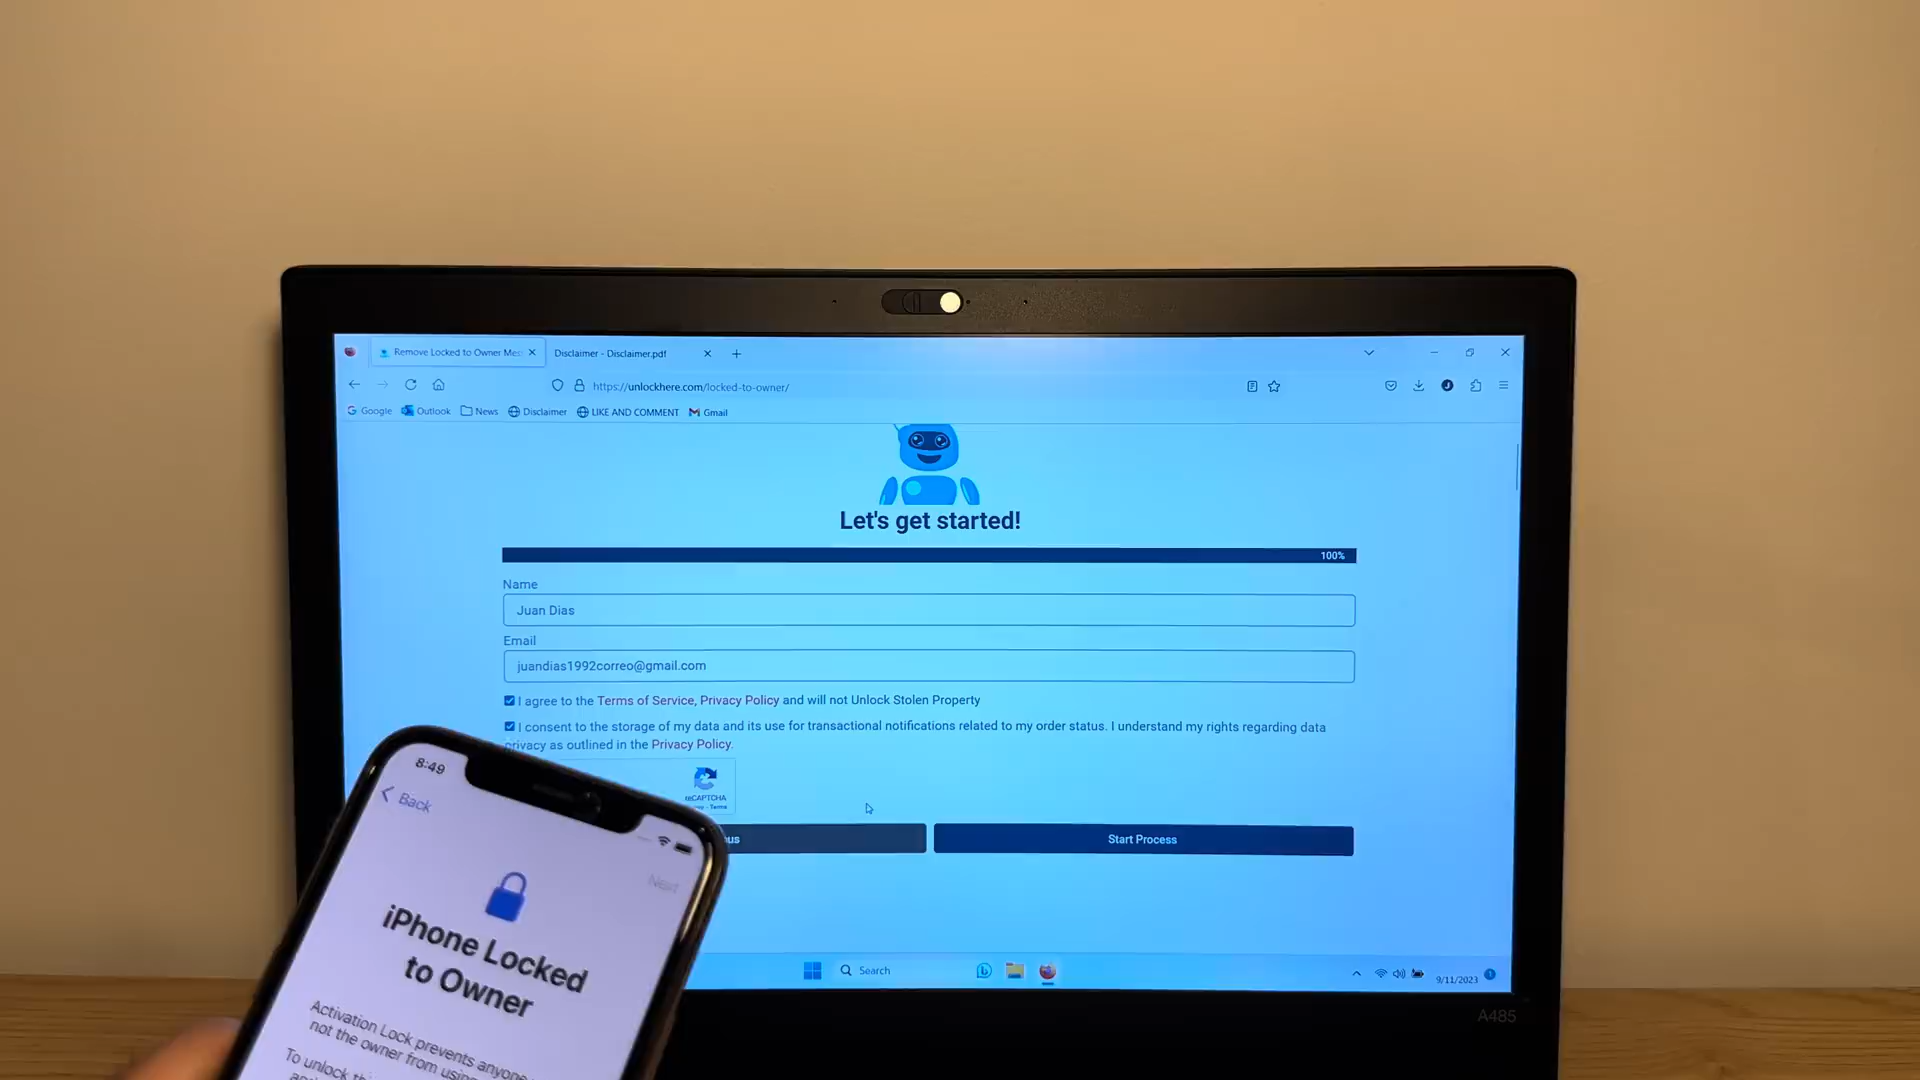 Remove Locked to Owner Mes
Disclaimer - Disclaimer.pdf
https://unlockhere.com/locked-to-owner/
Google Outlook News Disclaimer LIKE AND COMMENT Gmail
Let's get started!
100%
Name
Juan Dias
Email
juandias1992correo@gmail.com
I agree to the Terms of Service, Privacy Policy and will not Unlock Stolen Property
I consent to the storage of my data and its use for transactional notifications related to my order status. I understand my rights regarding data
privacy as outlined in the Privacy Policy.
reCAPTCHA
- Terms
Start Process
Search
9/11/2023
A485
8:49
Back
Next
iPhone Locked
to Owner
Activation Lock prevents anyone
not the owner from using
To unlock